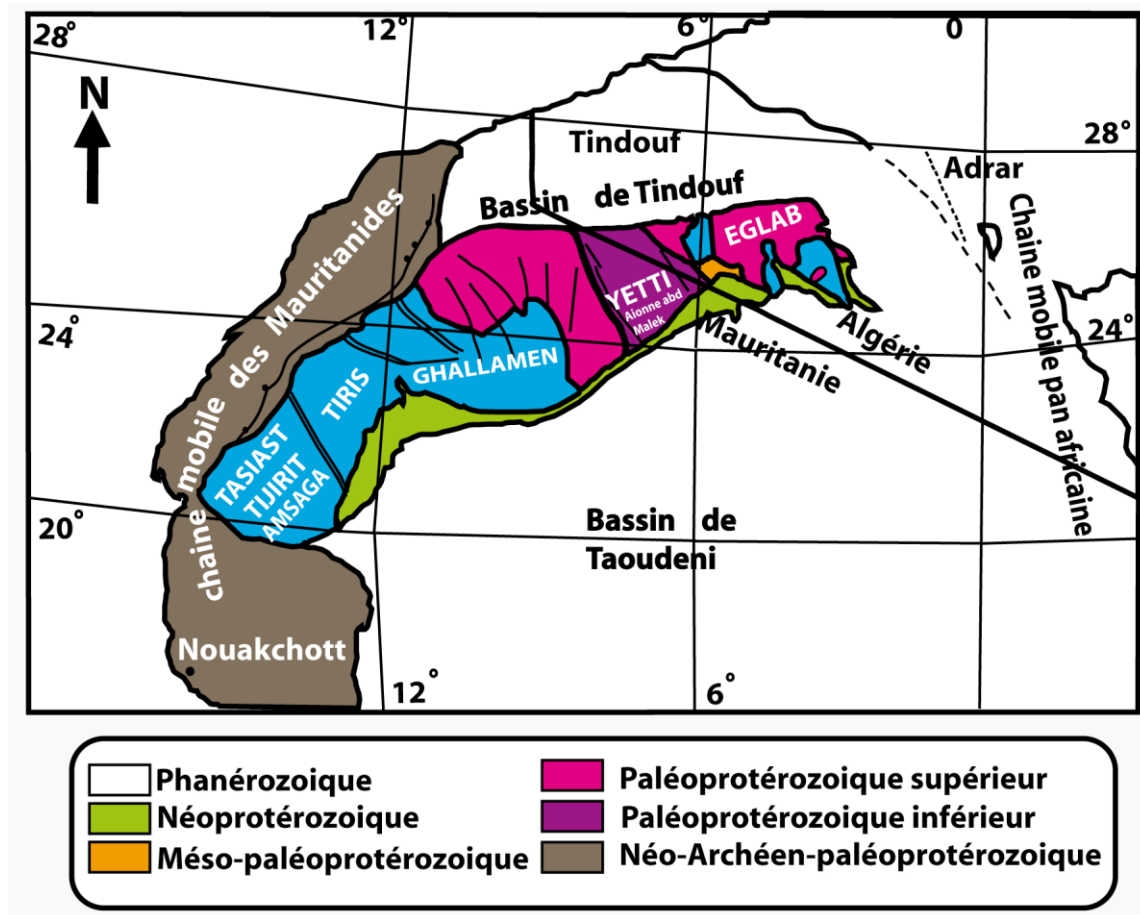 28°
12°
6°
0
N
28°
Tindouf
Adrar
Bassin de Tindouf
EGLAB
chaine mobile des Mauritanides
Chaine mobile pan africaine
YETTI
Aionne abd
Malek
24°
24°
Mauritanie
Algérie
GHALLAMEN
TIRIS
TASIAST
TIJIRIT
AMSAGA
20°
Bassin de
Taoudeni
Nouakchott
12°
6°
Phanérozoique
Néoprotérozoique
Méso-paléoprotérozoique
Paléoprotérozoique supérieur
Paléoprotérozoique inférieur
Néo-Archéen-paléoprotérozoique